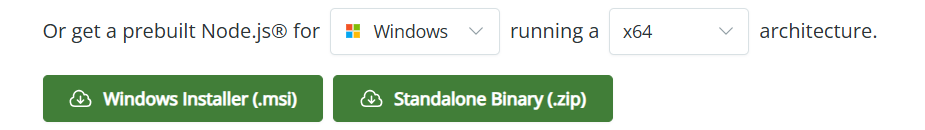 Or get a prebuilt Node.js® for Windows running a x64 architecture.
Windows Installer (.msi) Standalone Binary (.zip)